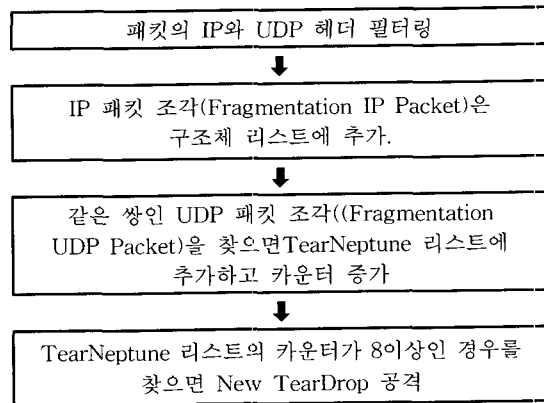 패킷의 IP와 UDP 헤더 필터링
IP 패킷 조각(Fragmentation IP Packet)은
구조체 리스트에 추가.
같은 쌍인 UDP 패킷 조각((Fragmentation
UDP Packet)을 찾으면TearNeptune 리스트에
추가하고 카운터 증가
TearNeptune 리스트의 카운터가 8이상인 경우를
찾으면 New TearDrop 공격